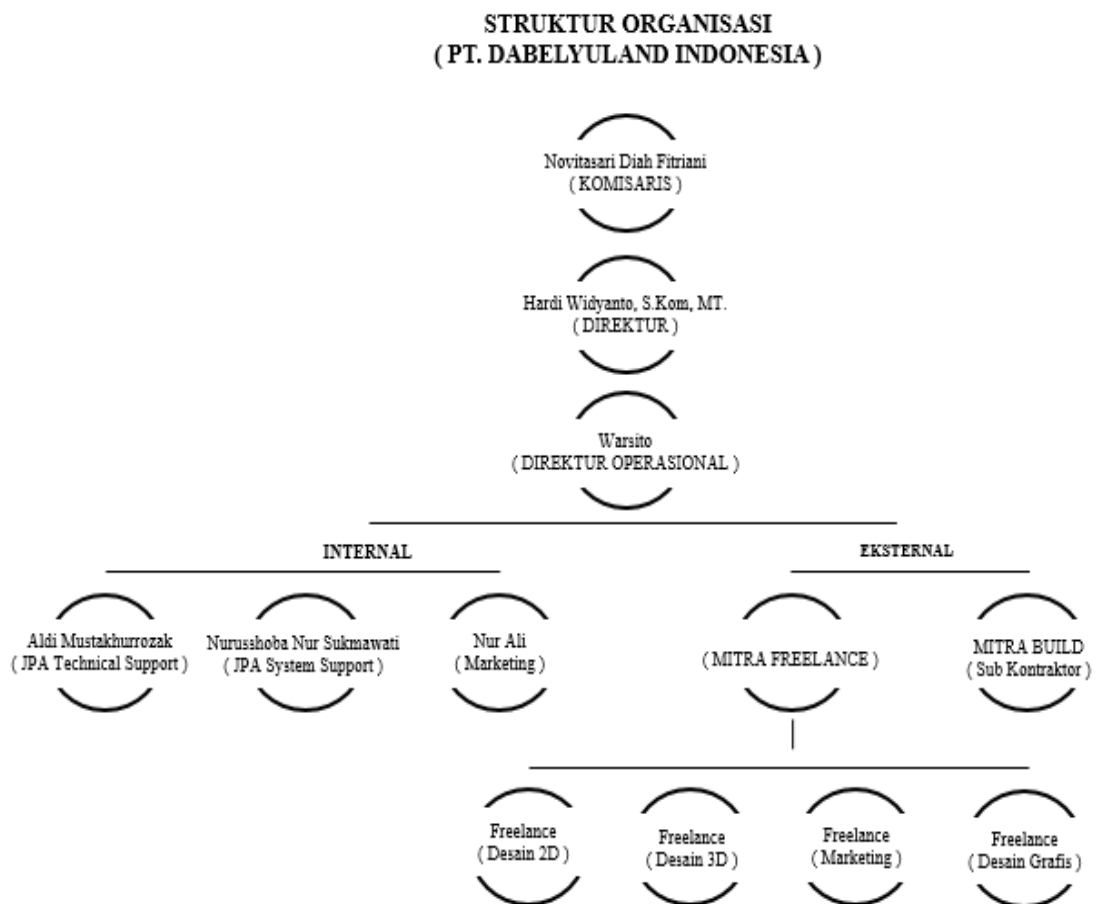 STRUKTUR ORGANISASI
( PT. DABELYULAND INDONESIA )
Novitasari Diah Fitriani
( KOMISARIS )
Hardi Widyanto, S.Kom, MT.
( DIREKTUR )
Warsito
( DIREKTUR OPERASIONAL )
INTERNAL
EKSTERNAL
Aldi Mustakhurrozak
( JPA Technical Support )
Nurusshoba Nur Sukmawati
( JPA System Support )
Nur Ali
( Marketing )
( MITRA FREELANCE )
MITRA BUILD
( Sub Kontraktor )
Freelance
( Desain 2D )
Freelance
( Desain 3D )
Freelance
( Marketing )
Freelance
( Desain Grafis )